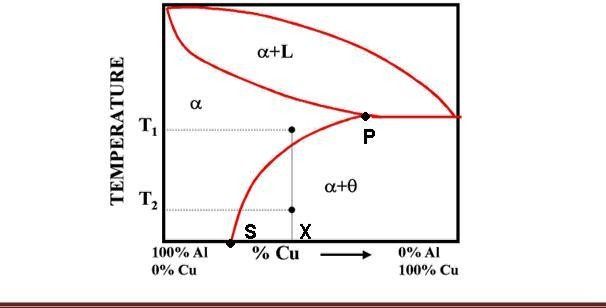 α+L
α
TEMPERATURE
T1
P
α+θ
T2
S
X
100% Al
% Cu
0% Al
0% Cu
100% Cu